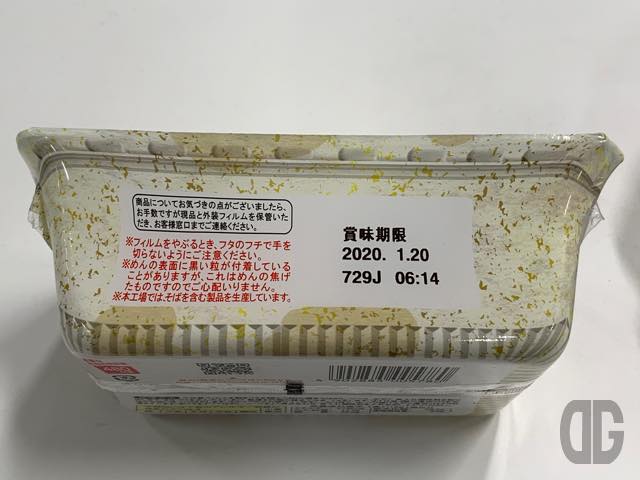 商品についてお気づきの点がございましたら、
お手数ですが現品と外装フィルムを保管いた
だき、お客様窓口までご連絡ください。
※フィルムをやぶるとき、フタのフチで手を
切らないようにご注意ください。
※めんの表面に黒い粒が付着している
ことがありますが、これはめんの焦げ
たものですのでご心配いりません。
※本工場では、そばを含む製品を生産しています。
賞味期限
2020. 1.20
729J 06:14
480
DG